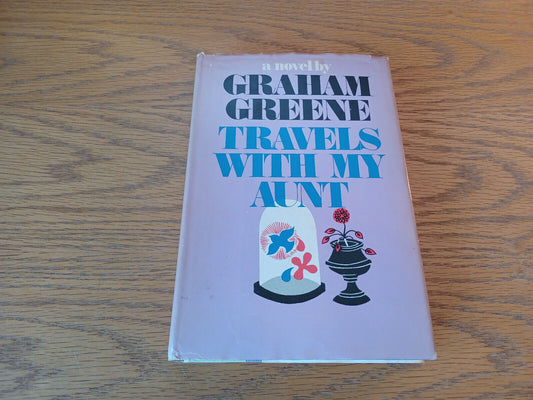 a novel by
GRAHAM
GREENE
TRAVELS
WITH MY
AUNT